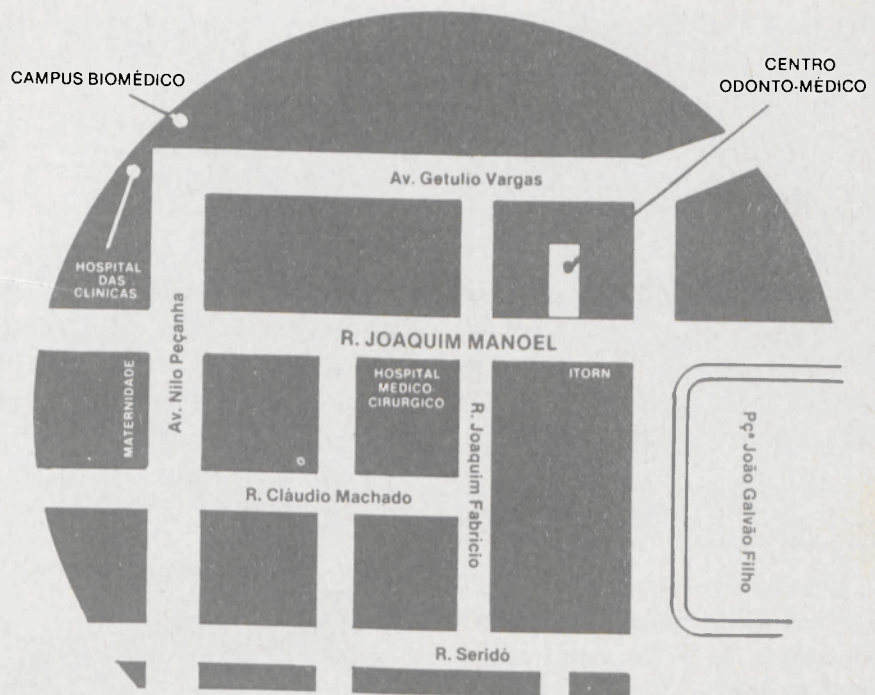 CAMPUS BIOMÉDICO
CENTRO
ODONTO-MÉDICO
Av. Getulio Vargas
HOSPITAL
DAS
CLINICAS
Av. Nilo Peçanha
R. JOAQUIM MANOEL
MATERNIDADE
HOSPITAL
MÉDICO-
CIRURGICO
ITORN
R. Joaquim Fabricio
Pçª João Galvão Filho
R. Cláudio Machado
R. Seridó